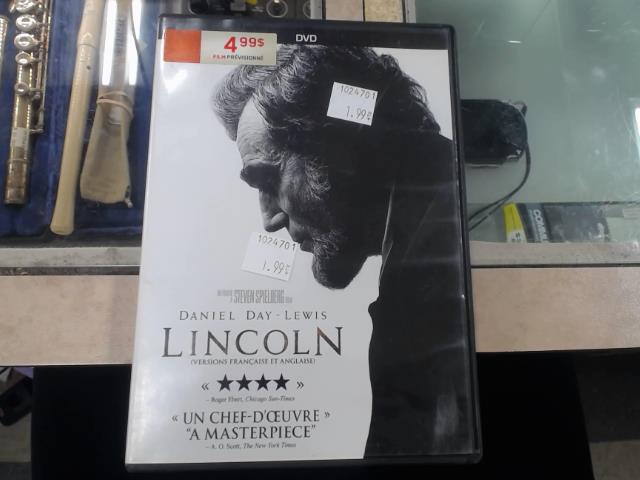 DVD
4 99$
FILM PRÉVISIONNÉ
1024701
1.99¢
1024701
1.99¢
STEVEN SPIELBERG
DANIEL DAY-LEWIS
LINCOLN
(VERSIONS FRANÇAISE ET ANGLAISE)
« ★★★★ »
– Roger Ebert, Chicago Sun-Times
« UN CHEF-D'ŒUVRE »
“A MASTERPIECE”
– A. O. Scott, The New York Times